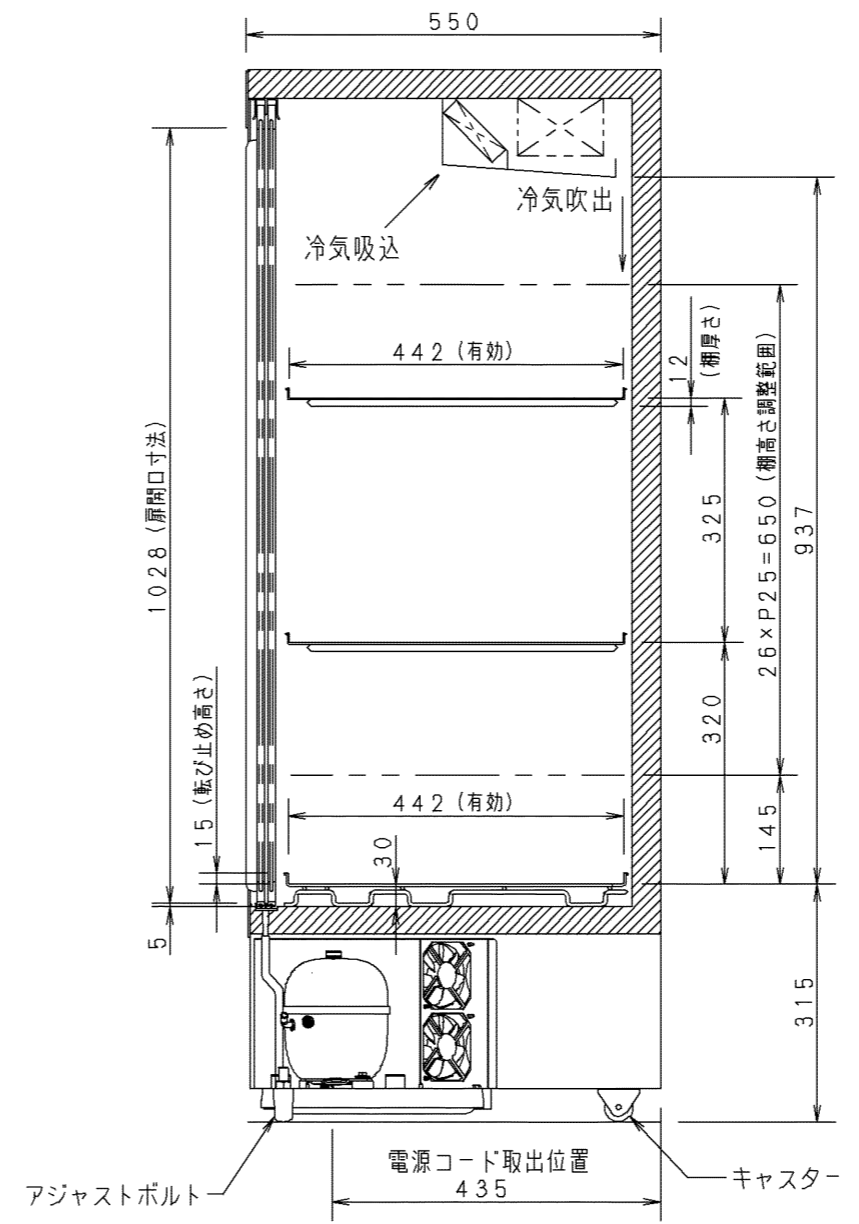 550
冷気吹出
冷気吸込
442(有効)
12
(棚厚さ)
1028(扉開口寸法)
325
26×P25=650(棚高さ調整範囲)
937
320
15(転び止め高さ)
442(有効)
30
145
5
315
電源コード取出位置
435
キャスター
アジャストボルト